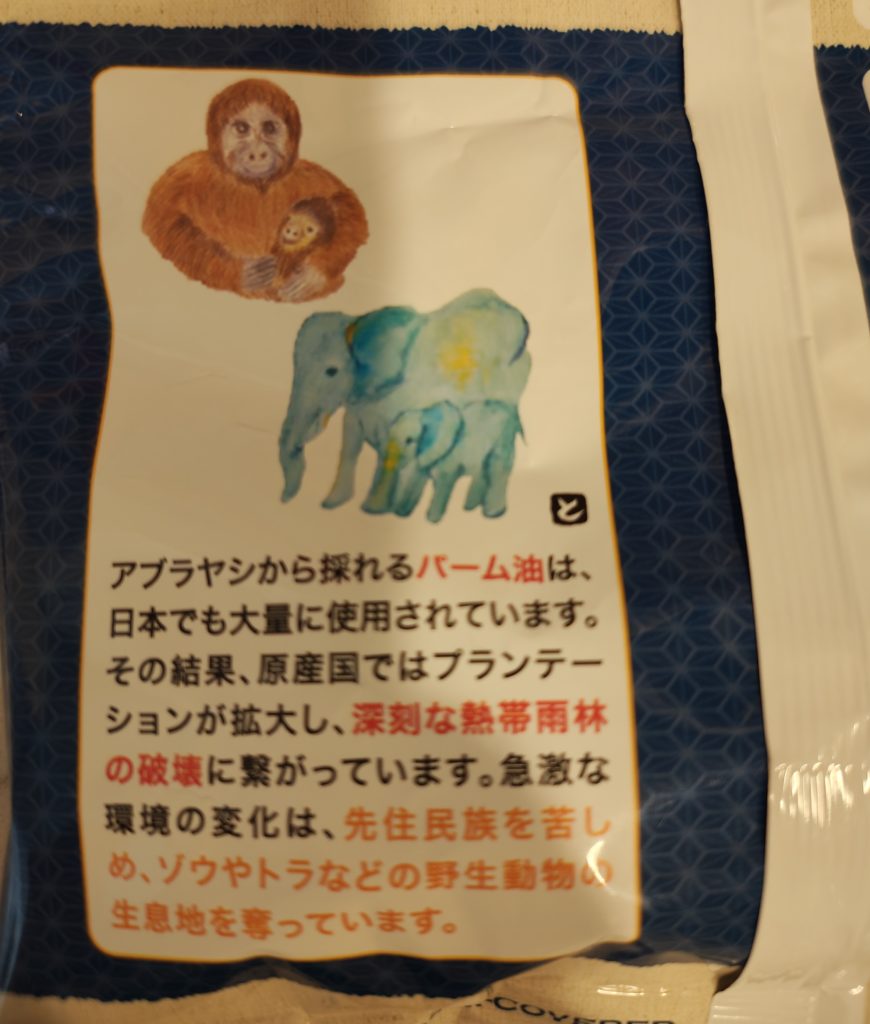 と
アブラヤシから採れるパーム油は、
日本でも大量に使用されています。
その結果、原産国ではプランテー
ションが拡大し、深刻な熱帯雨林
の破壊に繋がっています。急激な
環境の変化は、先住民族を苦し
め、ゾウやトラなどの野生動物の
生息地を奪っています。